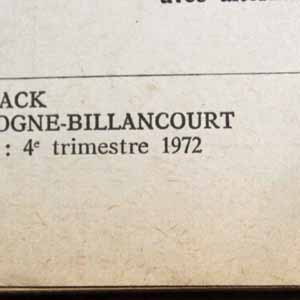 ACK
OGNE-BILLANCOURT
: 4e trimestre 1972